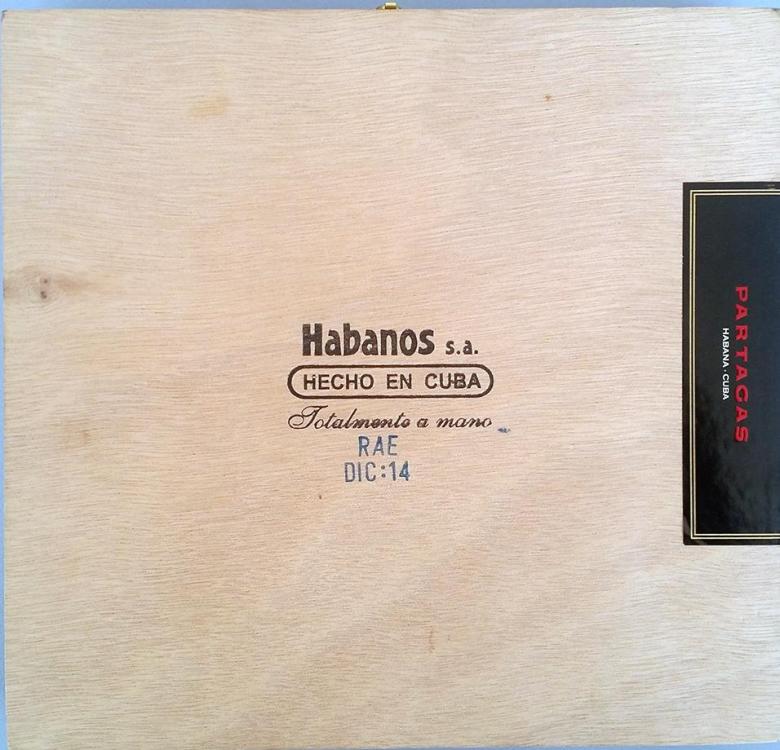 Habanos s.a.
HECHO EN CUBA
Totalmente a mano
RAE
DIC:14
PARTAGAS
HABANA · CUBA